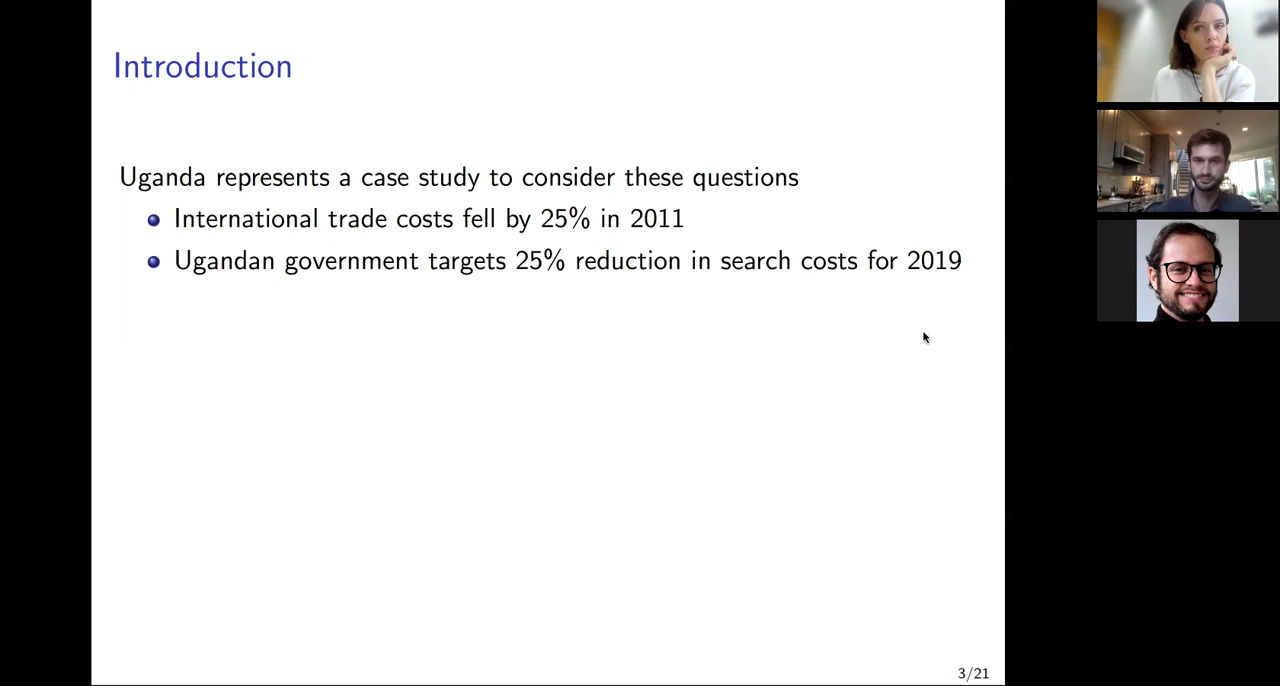 Introduction
Uganda represents a case study to consider these questions
International trade costs fell by 25% in 2011
Ugandan government targets 25% reduction in search costs for 2019
3/21